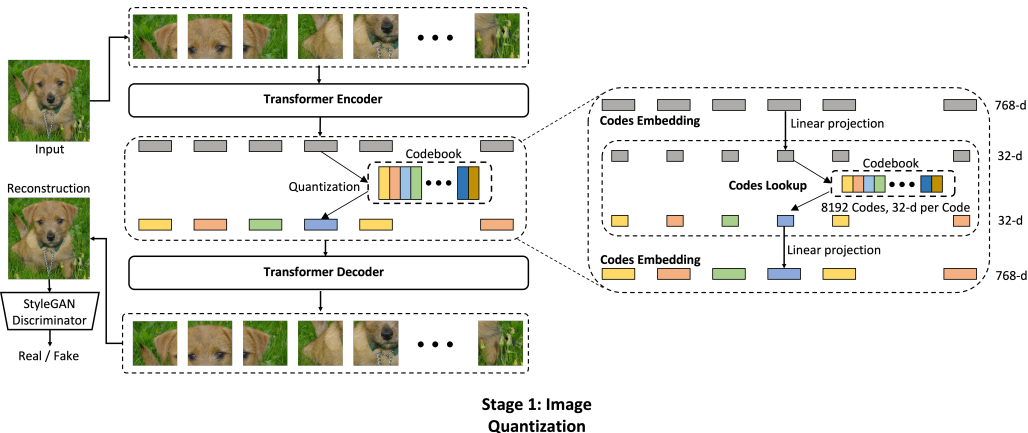 Input
Transformer Encoder
Codebook
Quantization
Transformer Decoder
Reconstruction
StyleGAN
Discriminator
Real / Fake
768-d
Codes Embedding
Linear projection
32-d
Codebook
Codes Lookup
8192 Codes, 32-d per Code
32-d
Linear projection
Codes Embedding
768-d
Stage 1: Image
Quantization